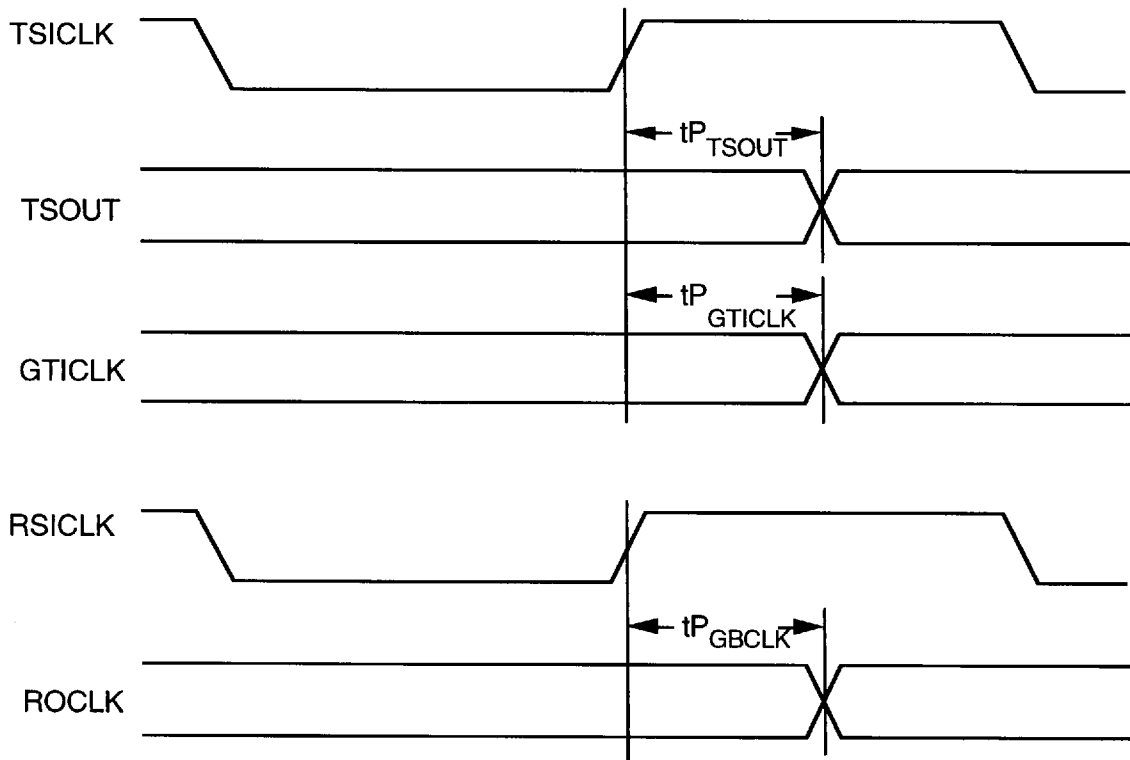 TSICLK
tP TSOUT
TSOUT
tP GTICLK
GTICLK
RSICLK
tP GBCLK
ROCLK